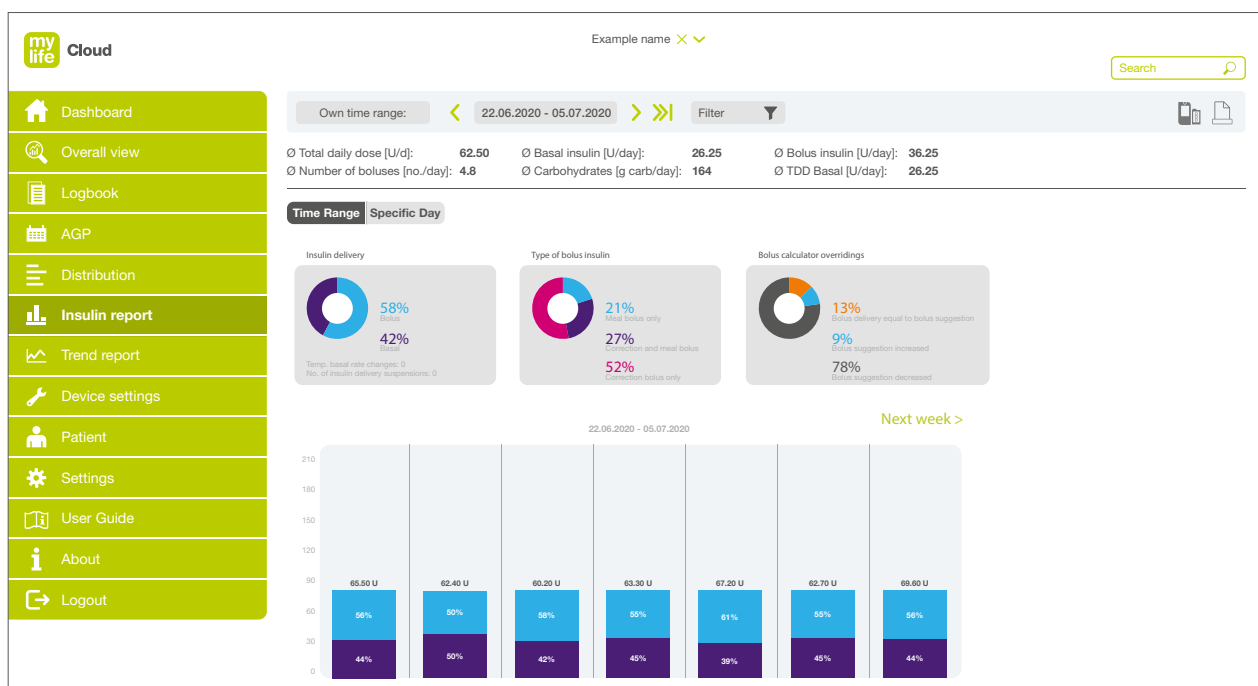 my
life
Cloud
Example name
Search
Dashboard
Overall view
Logbook
AGP
Distribution
Insulin report
Trend report
Device settings
Patient
Settings
User Guide
About
Logout
Own time range: 22.06.2020 - 05.07.2020 Filter
Ø Total daily dose [U/d]: 62.50 Ø Basal insulin [U/day]: 26.25 Ø Bolus insulin [U/day]: 36.25
Ø Number of boluses [no./day]: 4.8 Ø Carbohydrates [g carb/day]: 164 Ø TDD Basal [U/day]: 26.25
Time Range Specific Day
Insulin delivery
58%
Bolus
42%
Basal
Temp. basal rate changes: 0
No. of insulin delivery suspensions: 0
Type of bolus insulin
21%
Meal bolus only
27%
Correction and meal bolus
52%
Correction bolus only
Bolus calculator overridings
13%
Bolus delivery equal to bolus suggestion
9%
Bolus suggestion increased
78%
Bolus suggestion decreased
Next week >
22.06.2020 - 05.07.2020
210
180
150
120
90
60
30
0
65.50 U 62.40 U 60.20 U 63.30 U 67.20 U 62.70 U 69.60 U
56% 50% 58% 55% 61% 55% 56%
44% 50% 42% 45% 39% 45% 44%